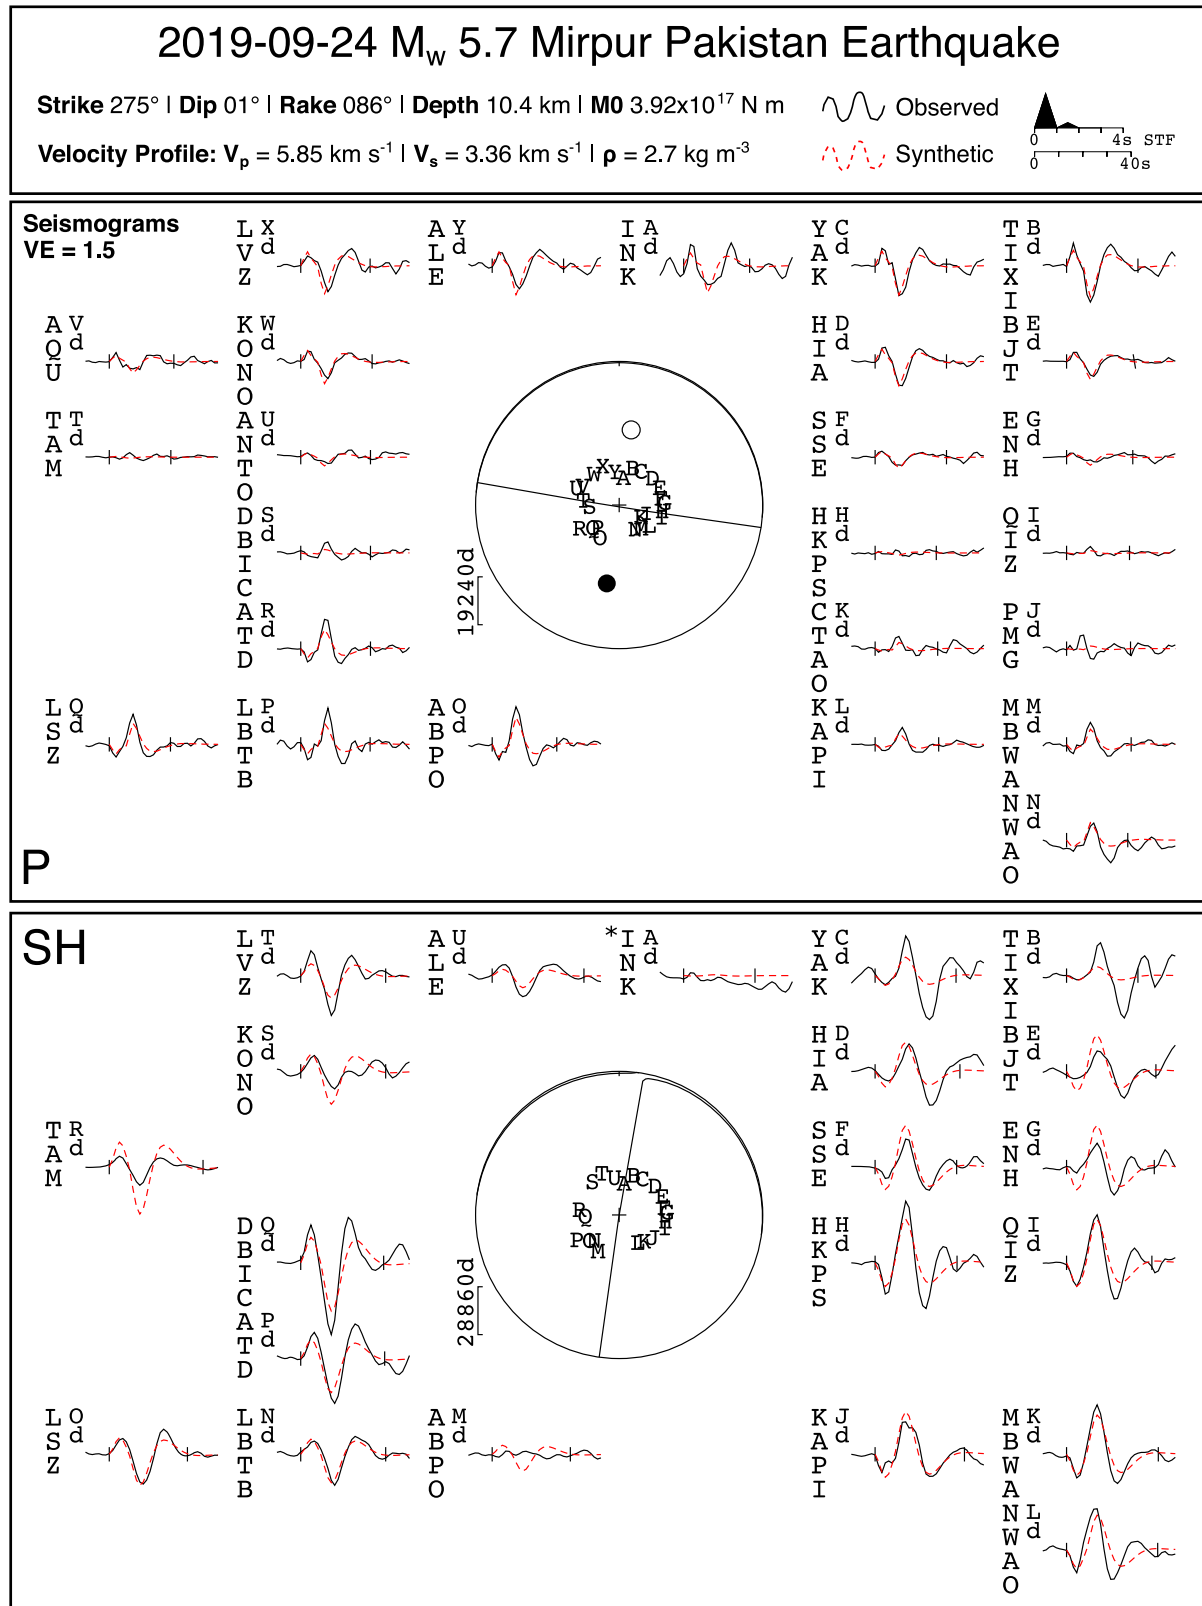 2019-09-24 Mw 5.7 Mirpur Pakistan Earthquake
Strike 275° | Dip 01° | Rake 086° | Depth 10.4 km | M0 3.92x10^17 N m
Observed
0 4s STF
Velocity Profile: Vp = 5.85 km s^-1 | Vs = 3.36 km s^-1 | ρ = 2.7 kg m^-3
Synthetic
0 40s
Seismograms
VE = 1.5
LVZ X d
ALE Y d
INK A d
YAK C d
TIXI B d
AQU V d
KONO W d
HIA D d
BJT E d
TAM T d
ANTO U d
SSE F d
ENH G d
DBIC S d
HKPS H d
QIZ I d
ATD R d
CTAO K d
PMG J d
LSZ Q d
LBTB P d
ABPO O d
KAPI L d
MBWA M d
NWAO N d
X Y A B C D E F G H I J K L M N O P Q R S T U V W
19240d
P
SH
LVZ T d
ALE U d
*INK A d
YAK C d
TIXI B d
KONO S d
HIA D d
BJT E d
TAM R d
SSE F d
ENH G d
DBIC Q d
HKPS H d
QIZ I d
ATD P d
LSZ O d
LBTB N d
ABPO M d
KAPI J d
MBWA K d
NWAO L d
S T U A B C D E F G H I J K L M N O P Q R
28860d